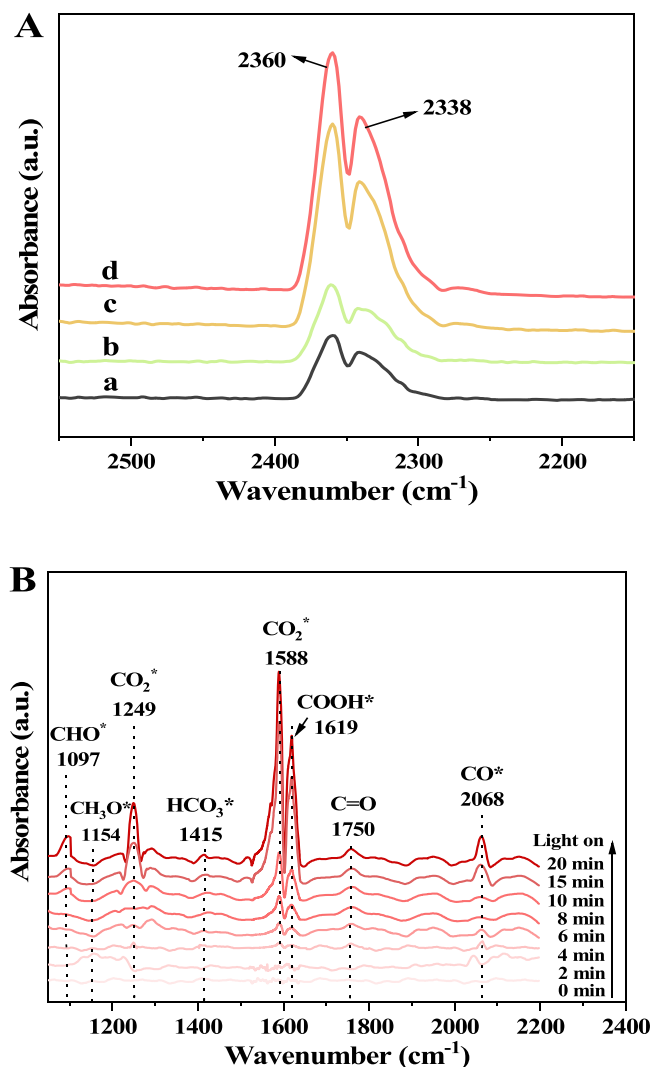 A
Absorbance (a.u.)
2360
2338
d
c
b
a
2500 2400 2300 2200
Wavenumber (cm⁻¹)
B
Absorbance (a.u.)
CO₂*
1588
CO₂*
1249
COOH*
1619
CHO*
1097
CH₃O*
1154
HCO₃*
1415
C=O
1750
CO*
2068
Light on
20 min
15 min
10 min
8 min
6 min
4 min
2 min
0 min
1200 1400 1600 1800 2000 2200 2400
Wavenumber (cm⁻¹)